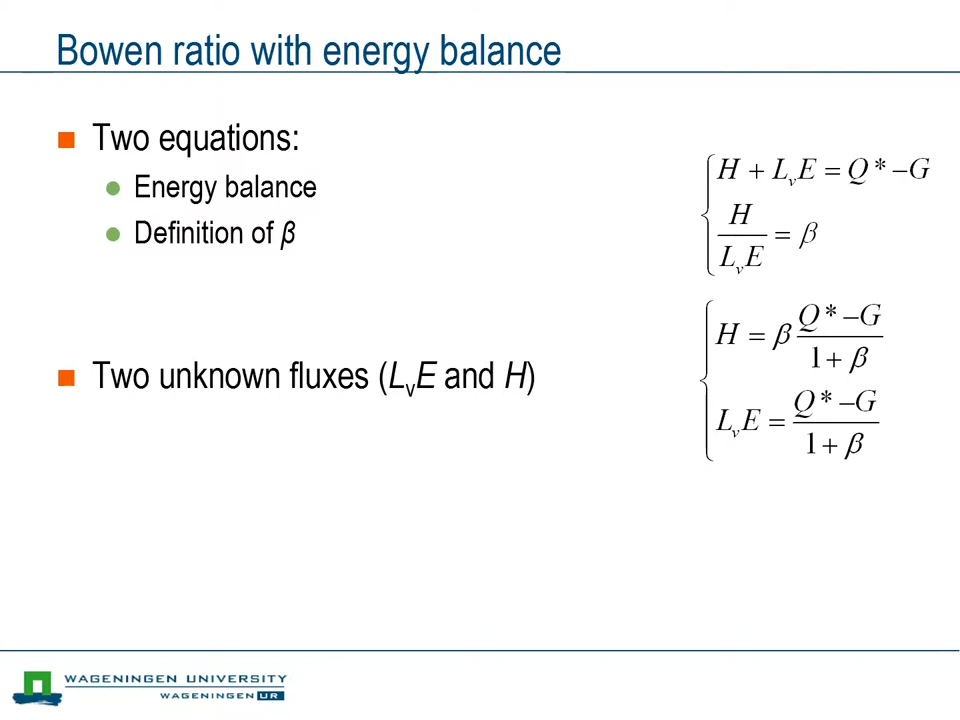 Bowen ratio with energy balance
Two equations:
Energy balance
Definition of β
H + LᵥE = Q* −G
H / LᵥE = β
Two unknown fluxes (LᵥE and H)
H = β (Q* −G) / (1 + β)
LᵥE = (Q* −G) / (1 + β)
WAGENINGEN UNIVERSITY
WAGENINGEN UR